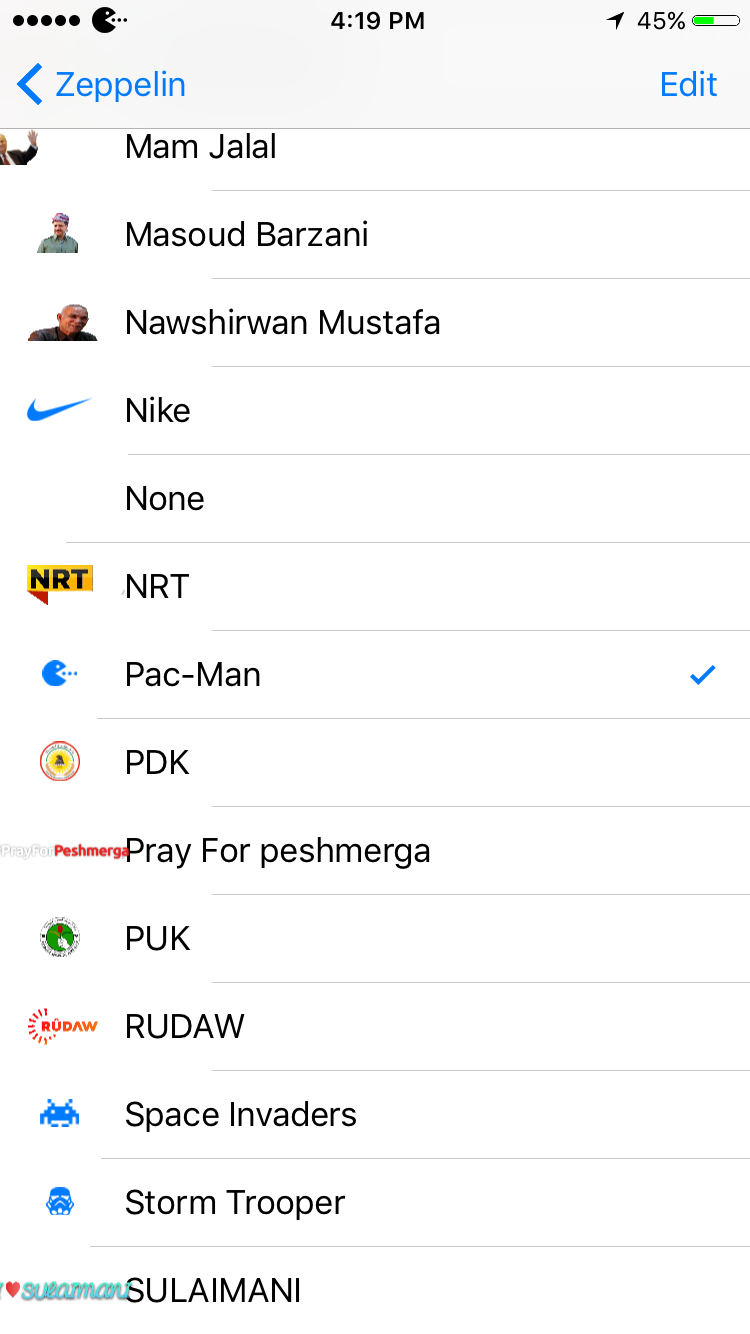 4:19 PM
45%
Zeppelin
Edit
Mam Jalal
Masoud Barzani
Nawshirwan Mustafa
Nike
None
NRT
NRT
Pac-Man
PDK
PrayForPeshmerga
Pray For peshmerga
PUK
RÛDAW
RUDAW
Space Invaders
Storm Trooper
sulaimani
SULAIMANI